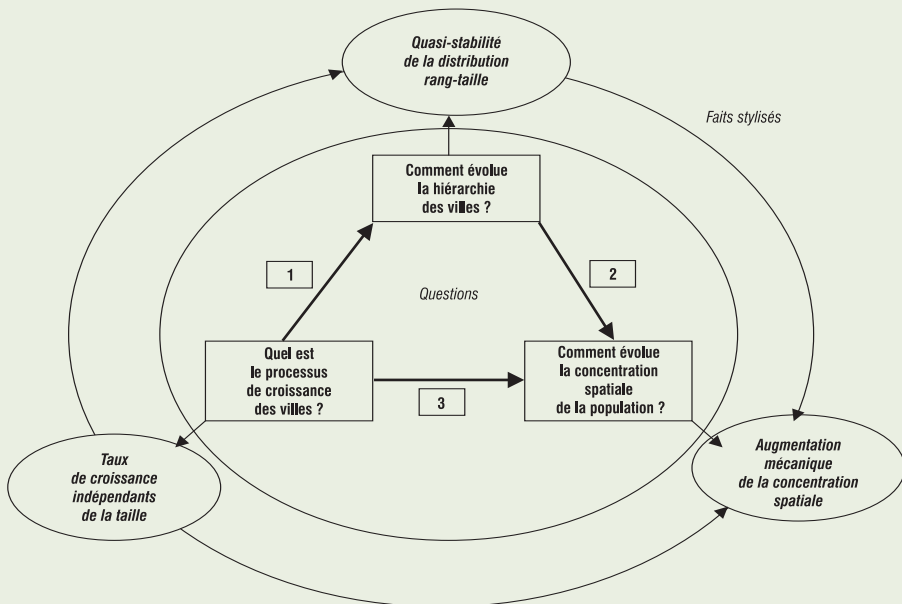 Quasi-stabilité
de la distribution
rang-taille
Faits stylisés
Comment évolue
la hiérarchie
des villes ?
1
2
Questions
Quel est
le processus
de croissance
des villes ?
3
Comment évolue
la concentration
spatiale
de la population ?
Taux
de croissance
indépendants
de la taille
Augmentation
mécanique
de la concentration
spatiale